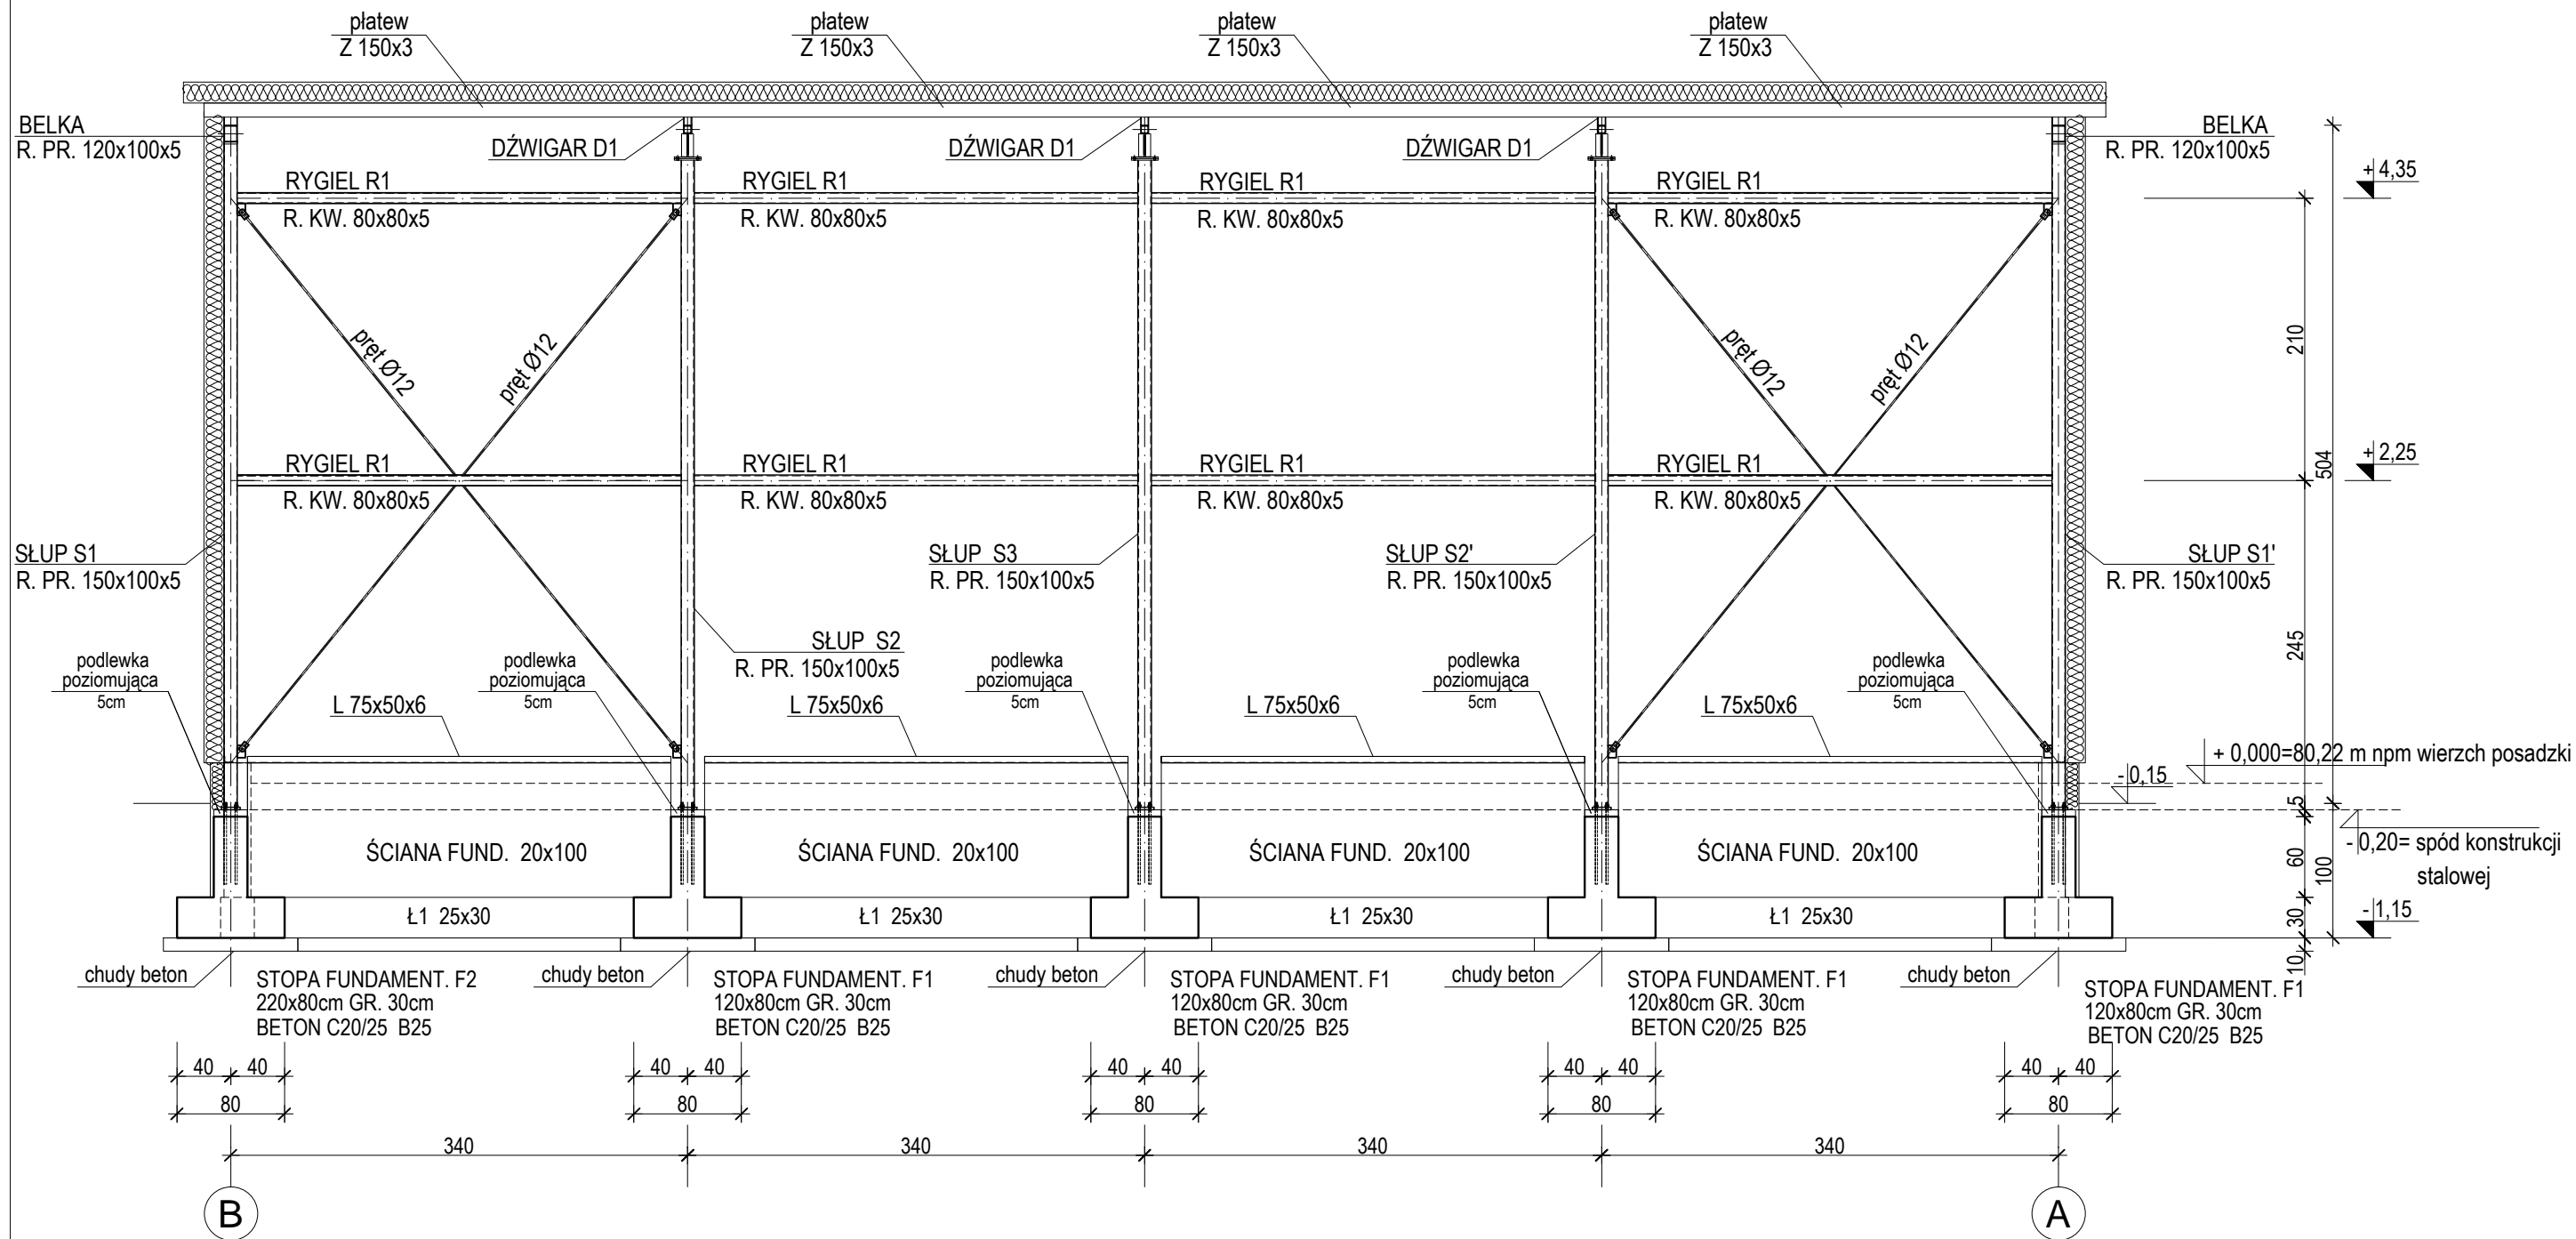 płatew
Z 150x3
płatew
Z 150x3
płatew
Z 150x3
płatew
Z 150x3
BELKA
R. PR. 120x100x5
DŹWIGAR D1
DŹWIGAR D1
DŹWIGAR D1
BELKA
R. PR. 120x100x5
RYGIEL R1
R. KW. 80x80x5
RYGIEL R1
R. KW. 80x80x5
RYGIEL R1
R. KW. 80x80x5
RYGIEL R1
R. KW. 80x80x5
+ 4,35
pręt Ø12
pręt Ø12
pręt Ø12
pręt Ø12
210
RYGIEL R1
R. KW. 80x80x5
RYGIEL R1
R. KW. 80x80x5
RYGIEL R1
R. KW. 80x80x5
RYGIEL R1
R. KW. 80x80x5
504
+ 2,25
SŁUP S1
R. PR. 150x100x5
SŁUP S3
R. PR. 150x100x5
SŁUP S2'
R. PR. 150x100x5
SŁUP S1'
R. PR. 150x100x5
SŁUP S2
R. PR. 150x100x5
245
podlewka
poziomująca
5cm
podlewka
poziomująca
5cm
podlewka
poziomująca
5cm
podlewka
poziomująca
5cm
podlewka
poziomująca
5cm
L 75x50x6
L 75x50x6
L 75x50x6
L 75x50x6
+ 0,000=80,22 m npm wierzch posadzki
- 0,15
5
- 0,20= spód konstrukcji
stalowej
ŚCIANA FUND. 20x100
ŚCIANA FUND. 20x100
ŚCIANA FUND. 20x100
ŚCIANA FUND. 20x100
60
100
Ł1 25x30
Ł1 25x30
Ł1 25x30
Ł1 25x30
30
- 1,15
10
chudy beton
chudy beton
chudy beton
chudy beton
chudy beton
STOPA FUNDAMENT. F2
220x80cm GR. 30cm
BETON C20/25 B25
STOPA FUNDAMENT. F1
120x80cm GR. 30cm
BETON C20/25 B25
STOPA FUNDAMENT. F1
120x80cm GR. 30cm
BETON C20/25 B25
STOPA FUNDAMENT. F1
120x80cm GR. 30cm
BETON C20/25 B25
STOPA FUNDAMENT. F1
120x80cm GR. 30cm
BETON C20/25 B25
40 40
40 40
40 40
40 40
40 40
80
80
80
80
80
340
340
340
340
B
A